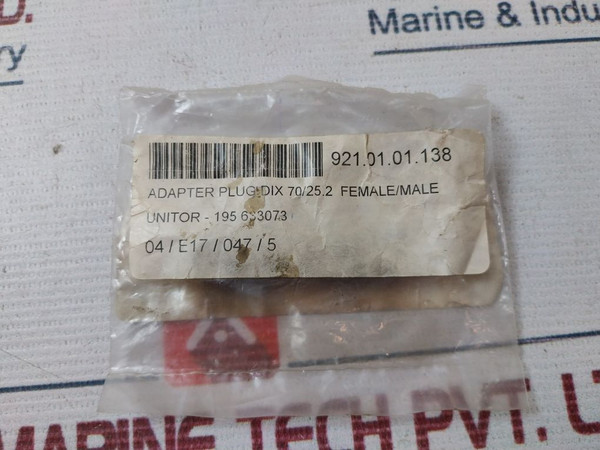 D.
Marine & Indu
ry
921.01.01.138
ADAPTER PLUG DIX 70/25.2 FEMALE/MALE
UNITOR - 195
04 / E17 / 047 / 5
MARINE TECH PVT.